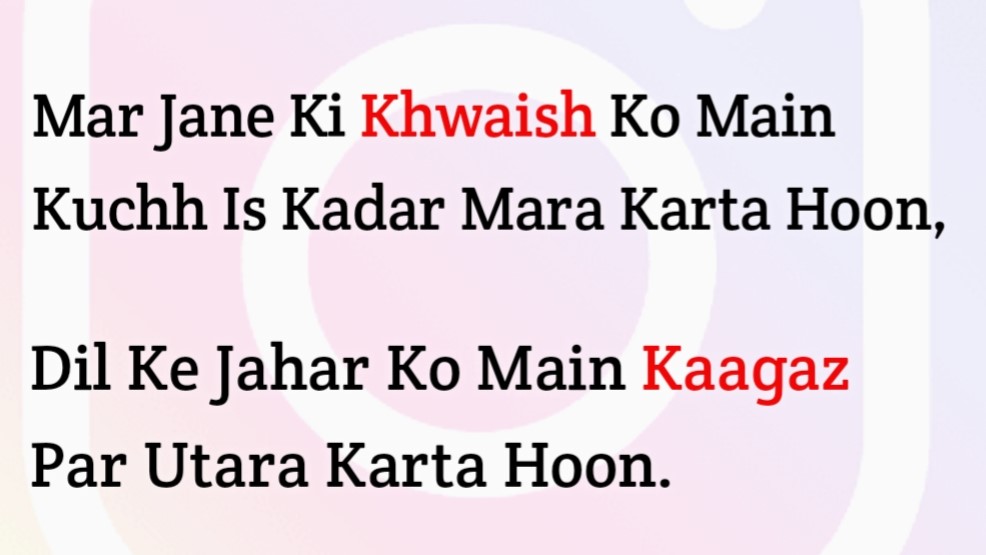 Mar Jane Ki Khwaish Ko Main
Kuchh Is Kadar Mara Karta Hoon,
Dil Ke Jahar Ko Main Kaagaz
Par Utara Karta Hoon.